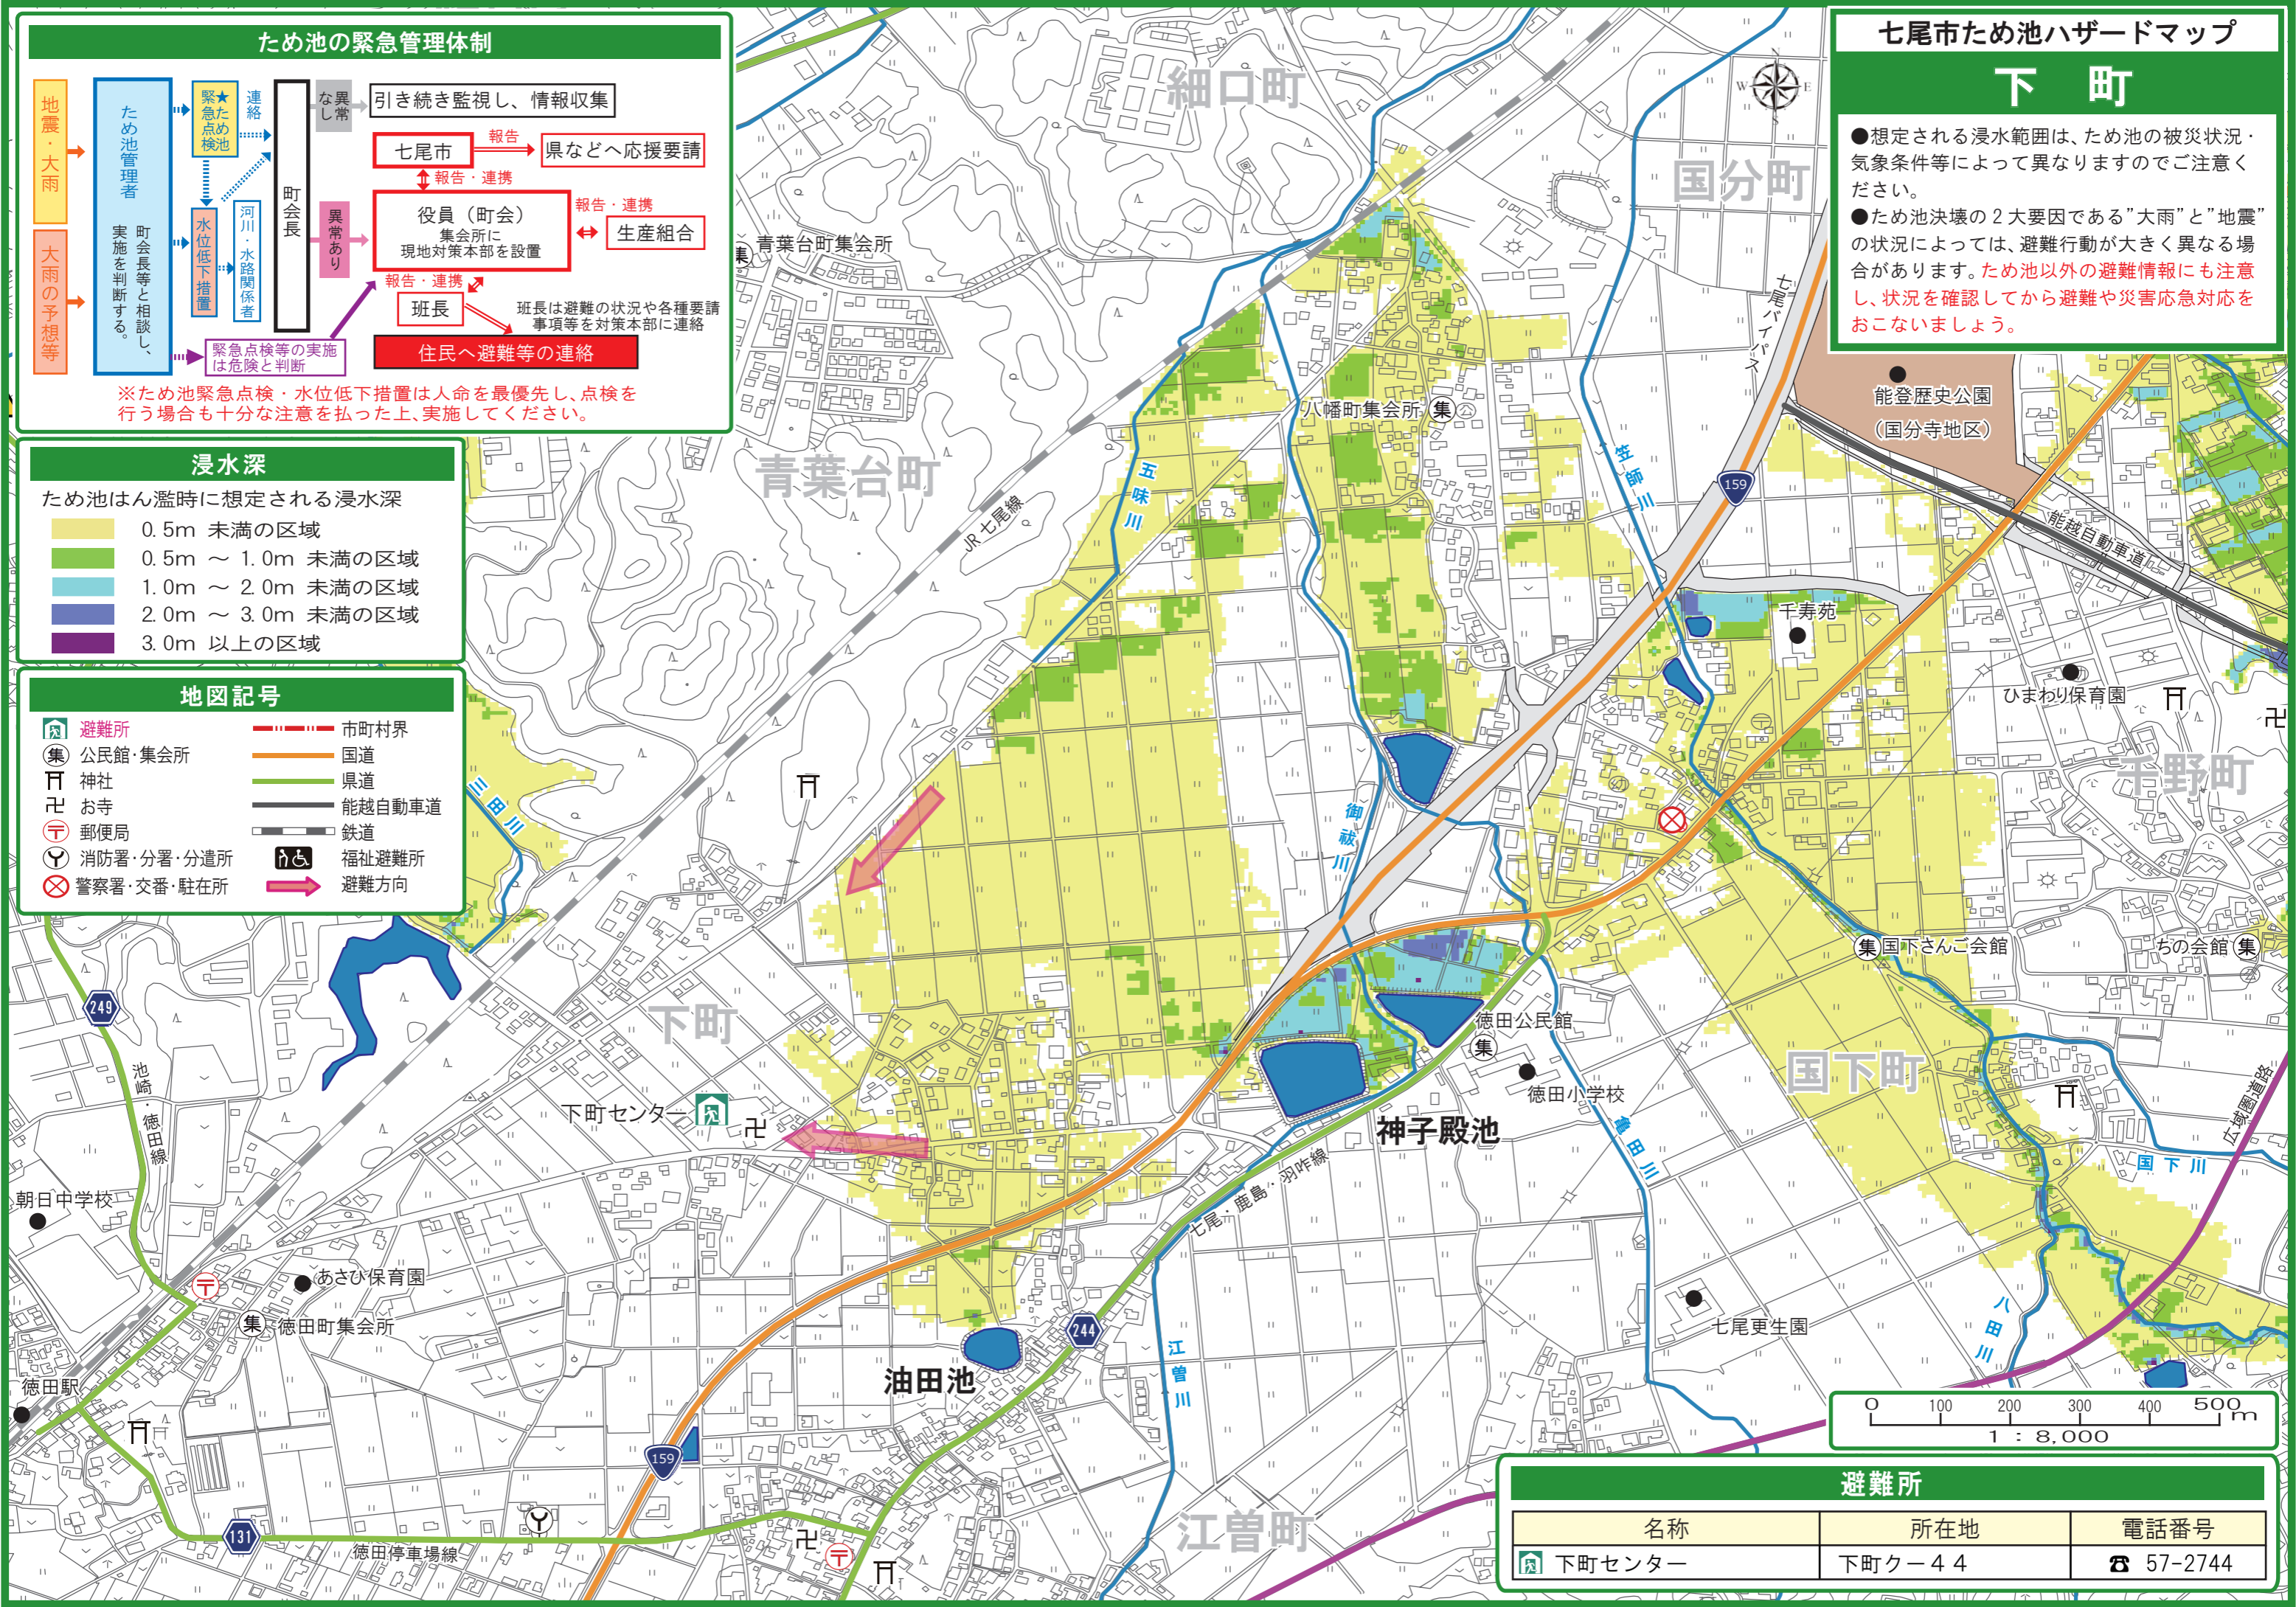 ため池の緊急管理体制
地震・大雨
大雨の予想等
ため池管理者
町会長等と相談し、
実施を判断する。
★ため池
緊急点検
連絡
水位低下措置
河川・水路関係者
緊急点検等の実施
は危険と判断
町会長
異常
なし
引き続き監視し、情報収集
異常あり
七尾市
報告
県などへ応援要請
報告・連携
役員（町会）
集会所に
現地対策本部を設置
報告・連携
生産組合
報告・連携
班長
班長は避難の状況や各種要請
事項等を対策本部に連絡
住民へ避難等の連絡
※ため池緊急点検・水位低下措置は人命を最優先し、点検を
行う場合も十分な注意を払った上、実施してください。
浸水深
ため池はん濫時に想定される浸水深
0.5m 未満の区域
0.5m ～ 1.0m 未満の区域
1.0m ～ 2.0m 未満の区域
2.0m ～ 3.0m 未満の区域
3.0m 以上の区域
地図記号
避難所
集 公民館・集会所
神社
お寺
郵便局
消防署・分署・分遣所
警察署・交番・駐在所
市町村界
国道
県道
能越自動車道
鉄道
福祉避難所
避難方向
七尾市ため池ハザードマップ
下 町
●想定される浸水範囲は、ため池の被災状況・
気象条件等によって異なりますのでご注意く
ださい。
●ため池決壊の2大要因である”大雨”と”地震”
の状況によっては、避難行動が大きく異なる場
合があります。ため池以外の避難情報にも注意
し、状況を確認してから避難や災害応急対応を
おこないましょう。
N
W
E
S
細口町
国分町
集 青葉台町集会所
七尾バイパス
能登歴史公園
（国分寺地区）
八幡町集会所 集
青葉台町
五味川
笠師川
159
JR七尾線
能越自動車道
千寿苑
ひまわり保育園
千野町
三田川
御祓川
集 国下さんご会館
ちの会館 集
249
池崎・徳田線
下町
徳田公民館
集
徳田小学校
国下町
下町センター
神子殿池
亀田川
広域圏道路
国下川
七尾・鹿島・羽咋線
朝日中学校
あさひ保育園
集 徳田町集会所
244
油田池
江曽川
七尾更生園
八田川
徳田駅
159
131
徳田停車場線
江曽町
0 100 200 300 400 500
m
1 : 8,000
避難所
名称 所在地 電話番号
下町センター 下町ク－４４ ☎ 57-2744